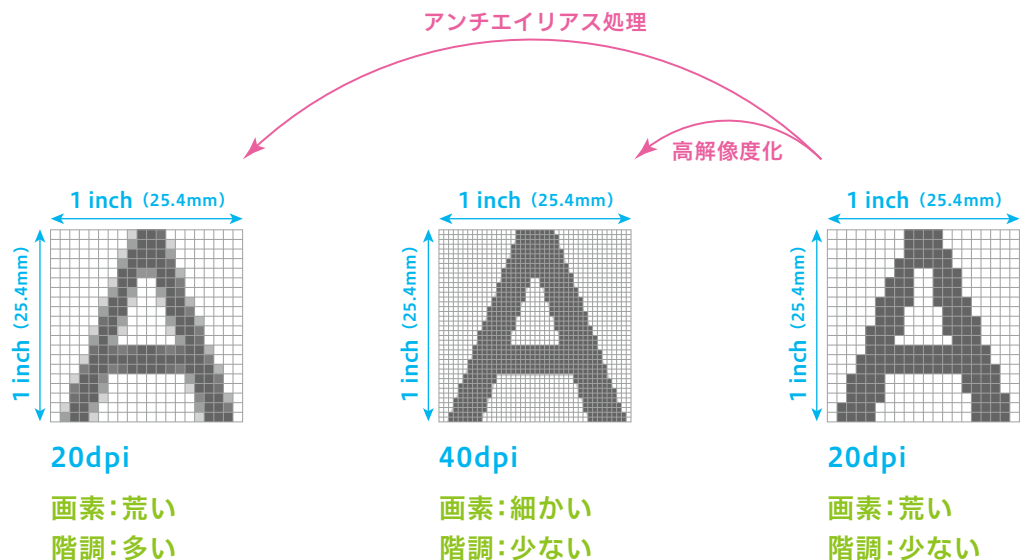 アンチエイリアス処理
高解像度化
1 inch（25.4mm）
1 inch（25.4mm）
20dpi
画素：荒い
階調：多い
1 inch（25.4mm）
1 inch（25.4mm）
40dpi
画素：細かい
階調：少ない
1 inch（25.4mm）
1 inch（25.4mm）
20dpi
画素：荒い
階調：少ない